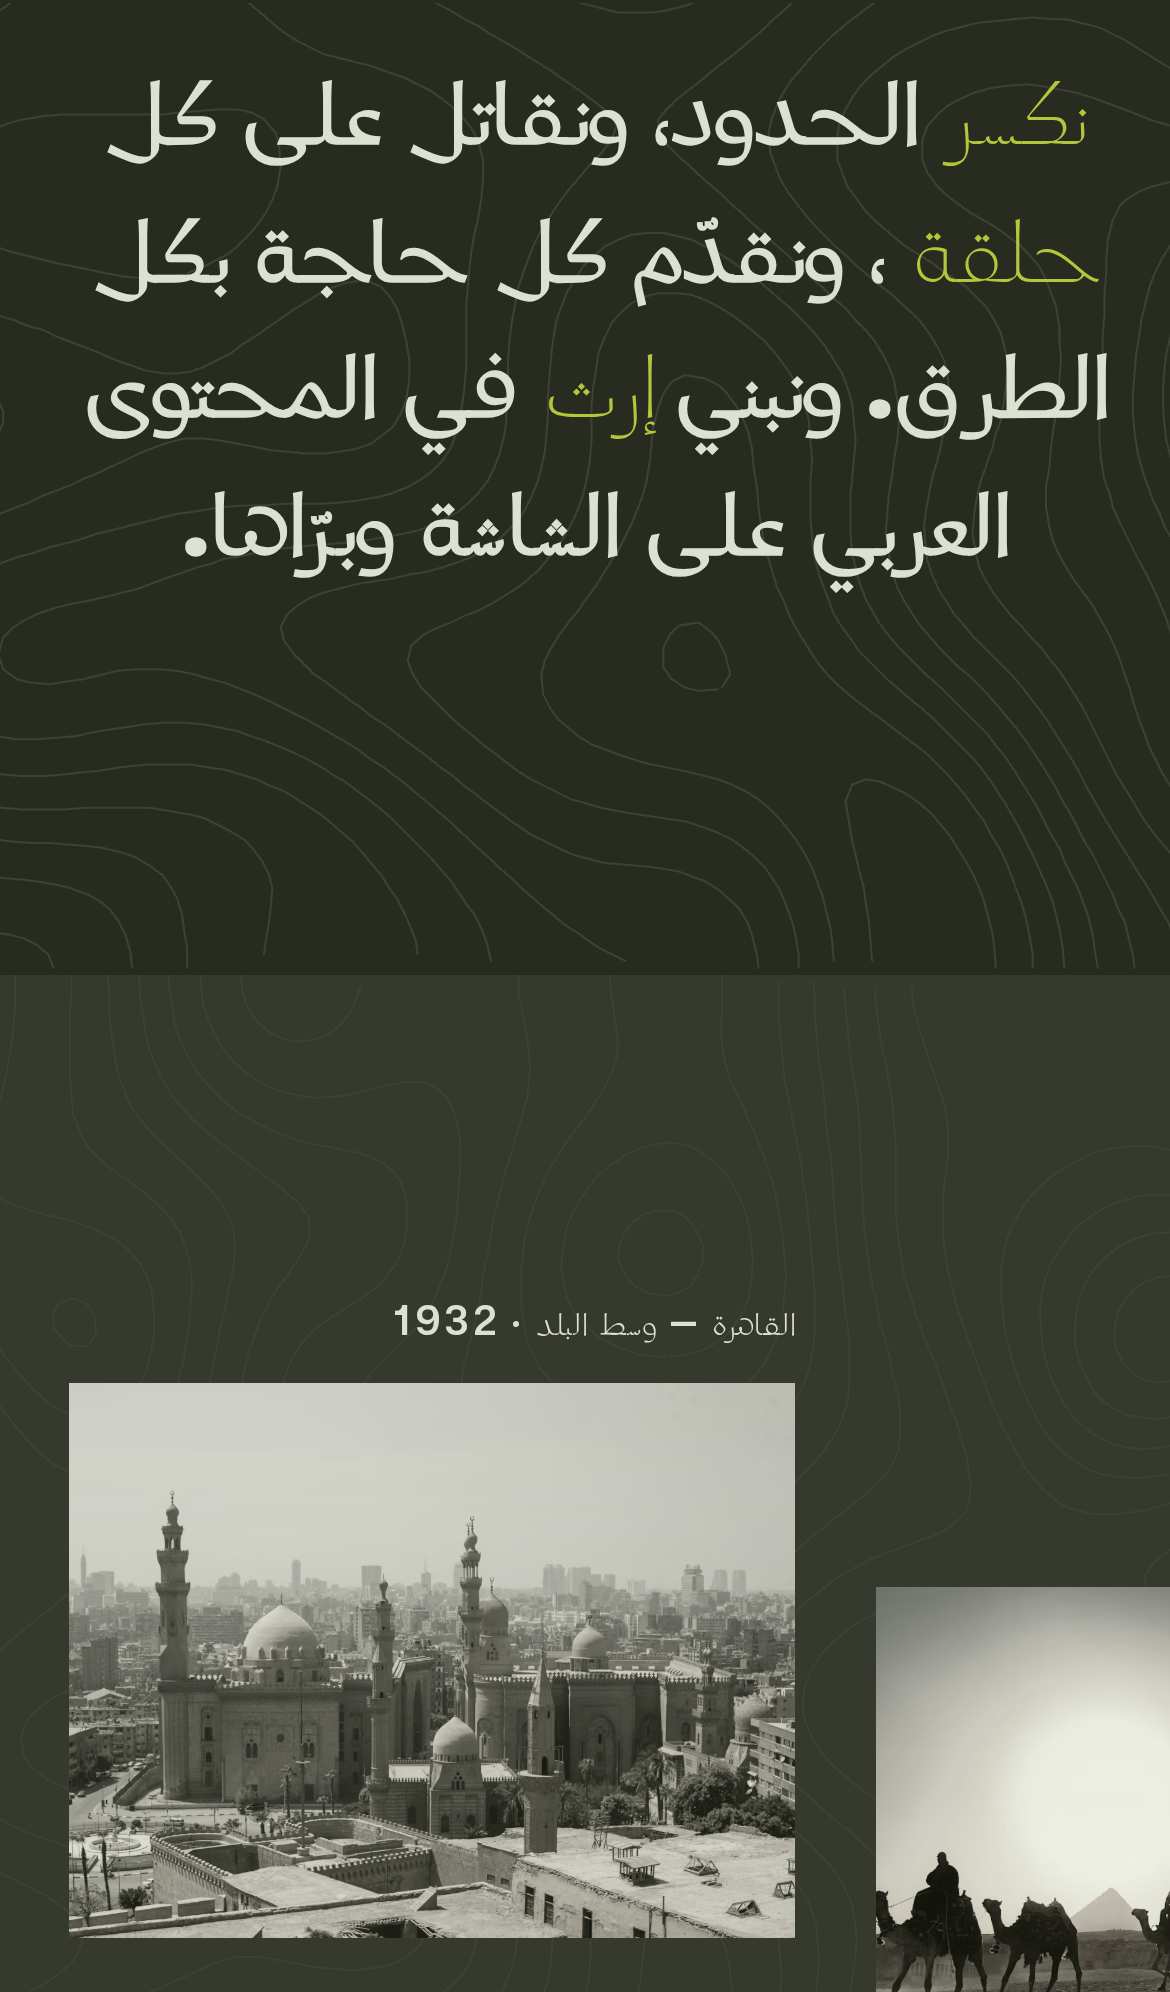 نكسر الحدود، ونقاتل على كل
حلقة ، ونقدّم كل حاجة بكل
الطرق. ونبني إرث في المحتوى
العربي على الشاشة وبرّاها.
القاهرة — وسط البلد · 1932